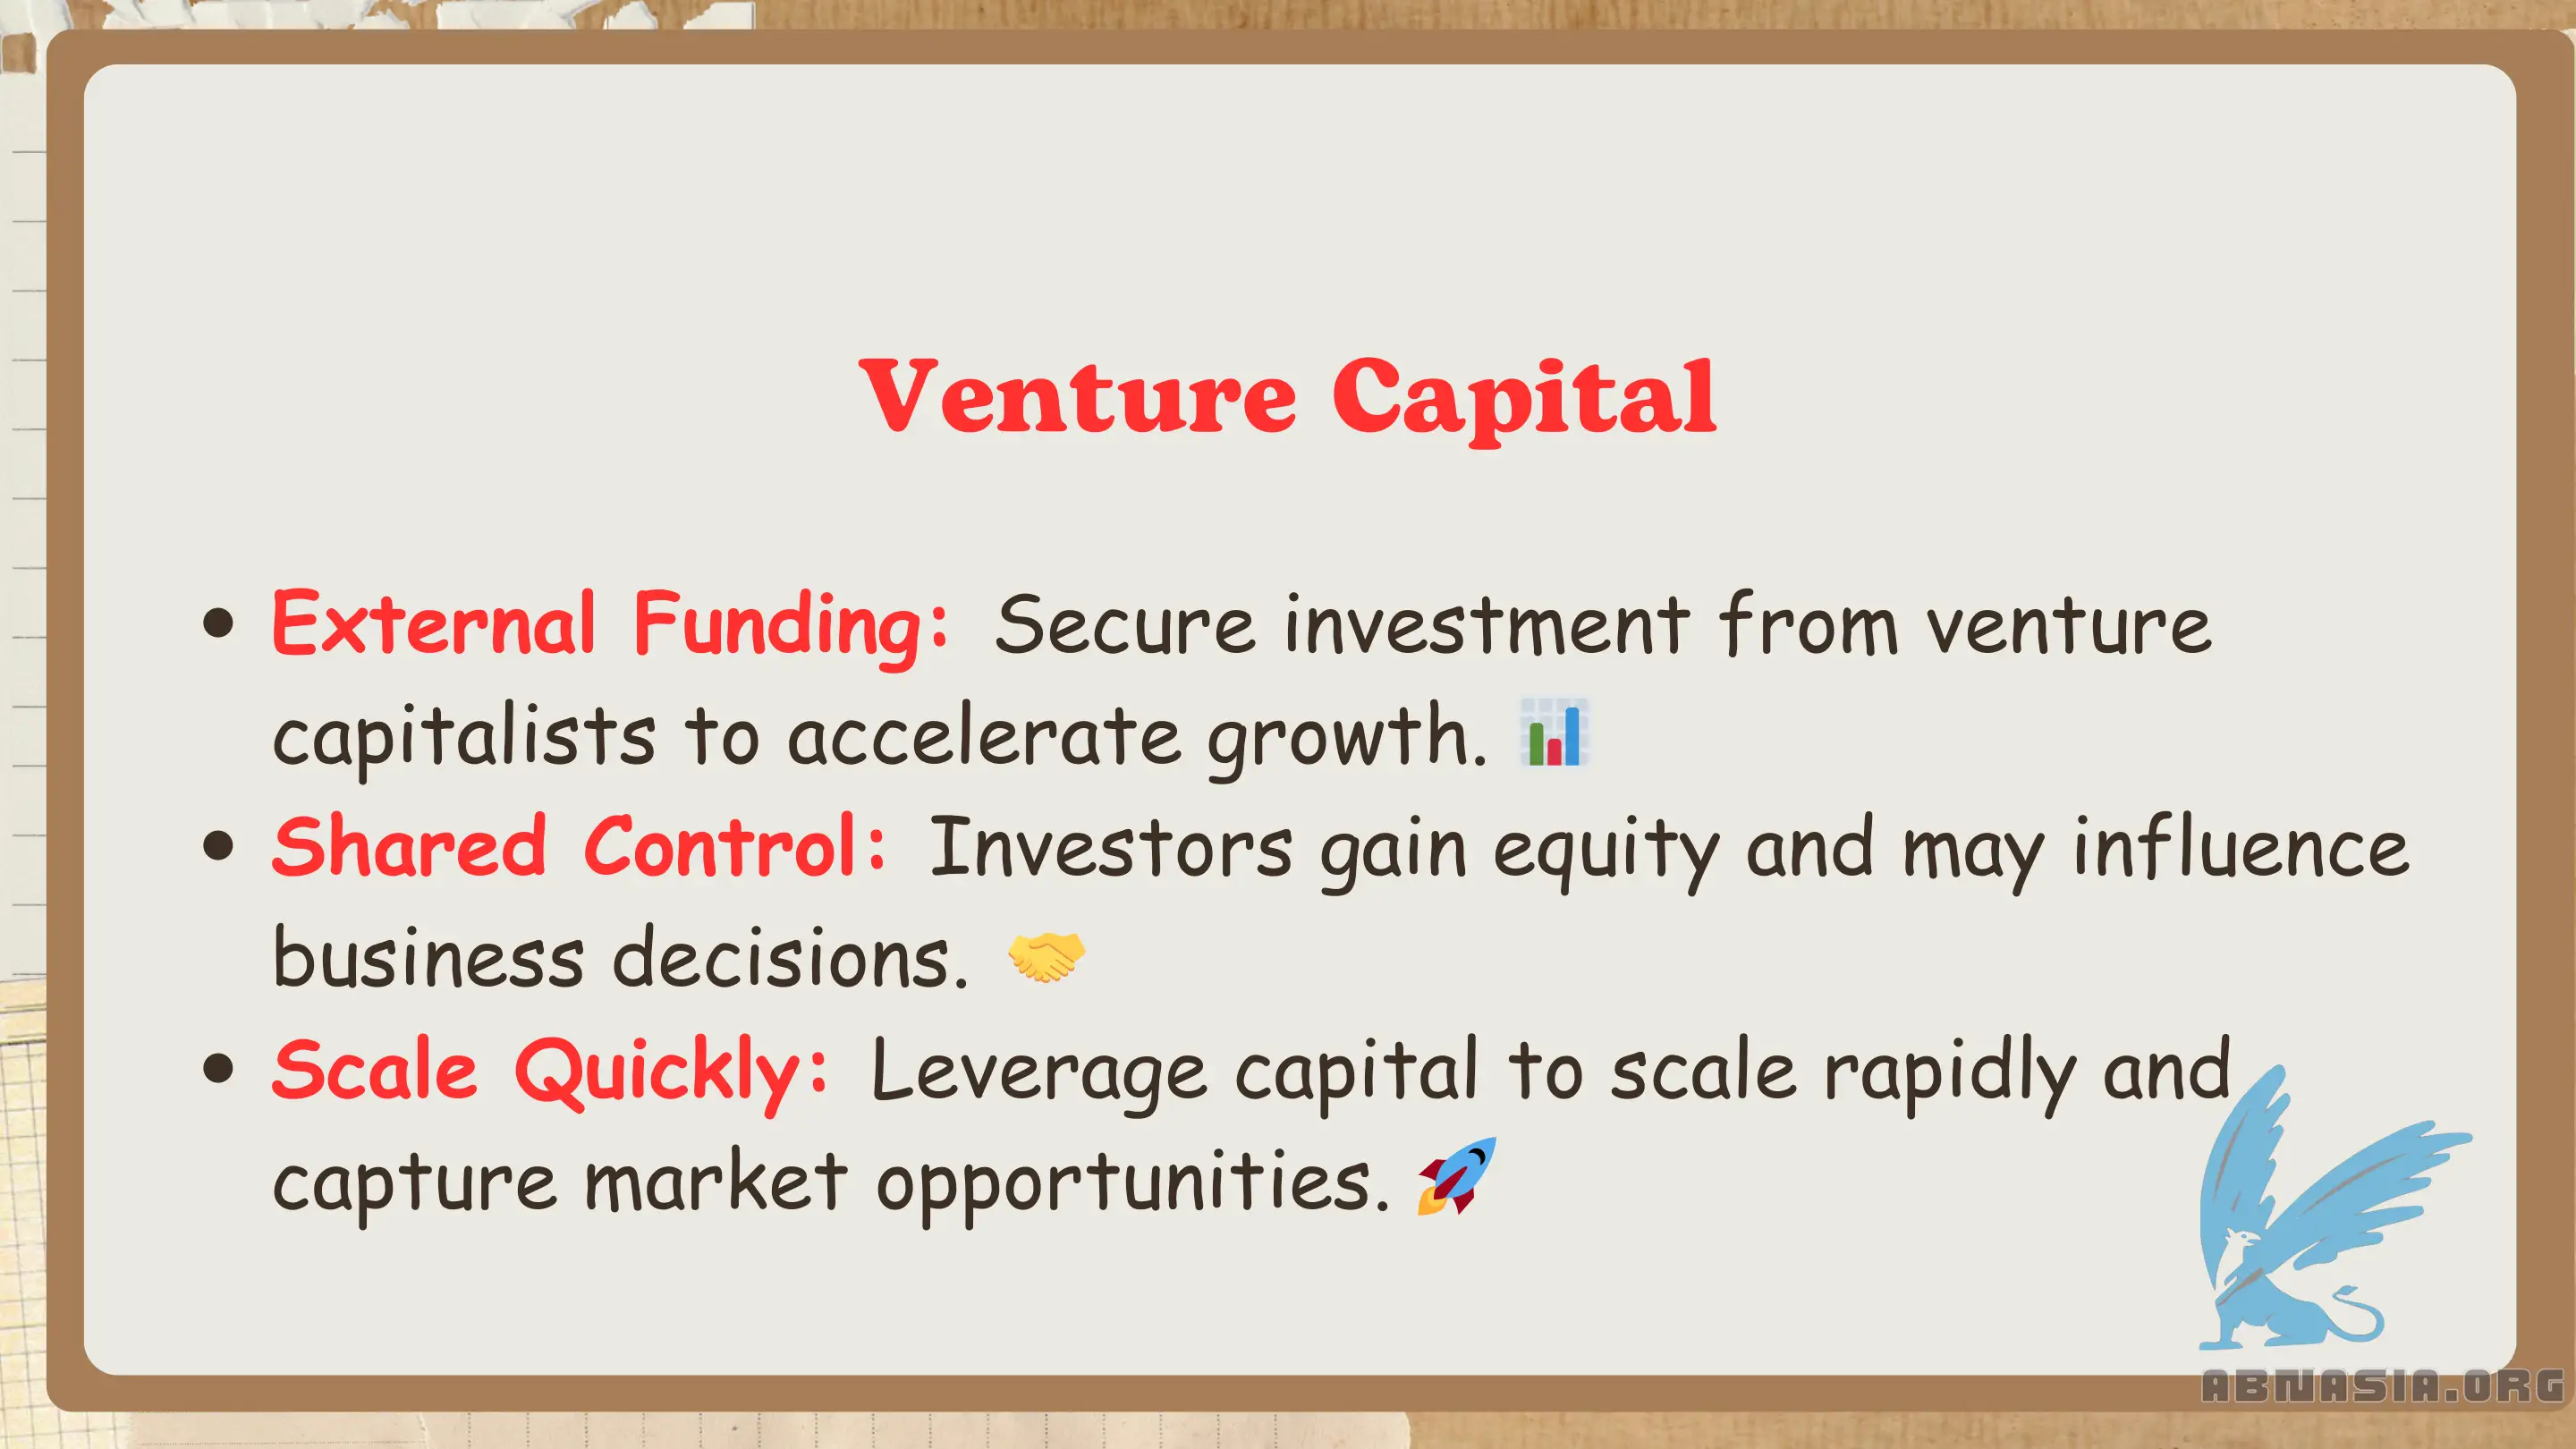 Venture Capital
• External Funding: Secure investment from venture
capitalists to accelerate growth. 📊
• Shared Control: Investors gain equity and may influence
business decisions. 🤝
• Scale Quickly: Leverage capital to scale rapidly and
capture market opportunities. 🚀
ABNASIA.ORG